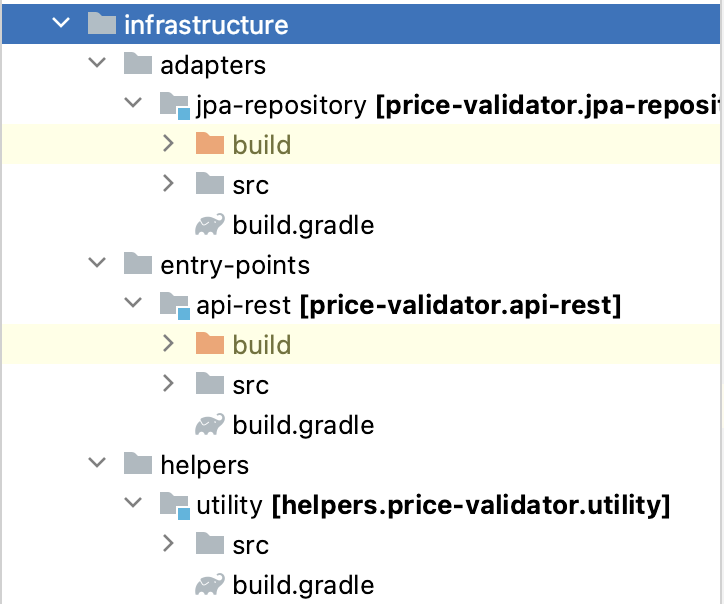 infrastructure
adapters
jpa-repository [price-validator.jpa-reposit
build
src
build.gradle
entry-points
api-rest [price-validator.api-rest]
build
src
build.gradle
helpers
utility [helpers.price-validator.utility]
src
build.gradle